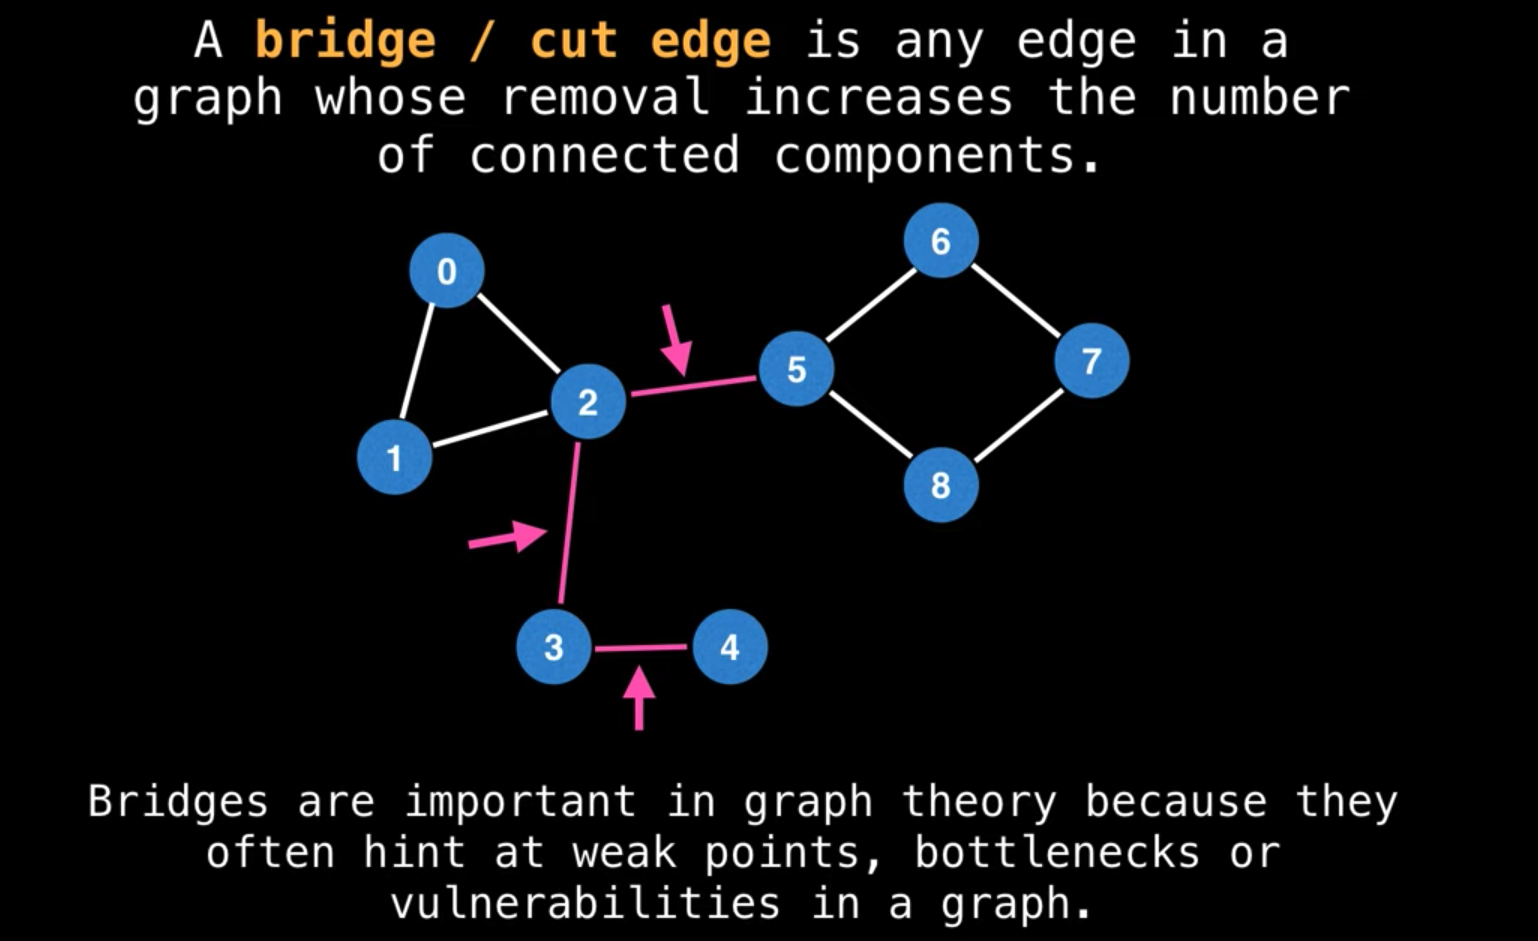 A bridge / cut edge is any edge in a
graph whose removal increases the number
of connected components.
6
0
5
7
2
1
8
3
4
Bridges are important in graph theory because they
often hint at weak points, bottlenecks or
vulnerabilities in a graph.